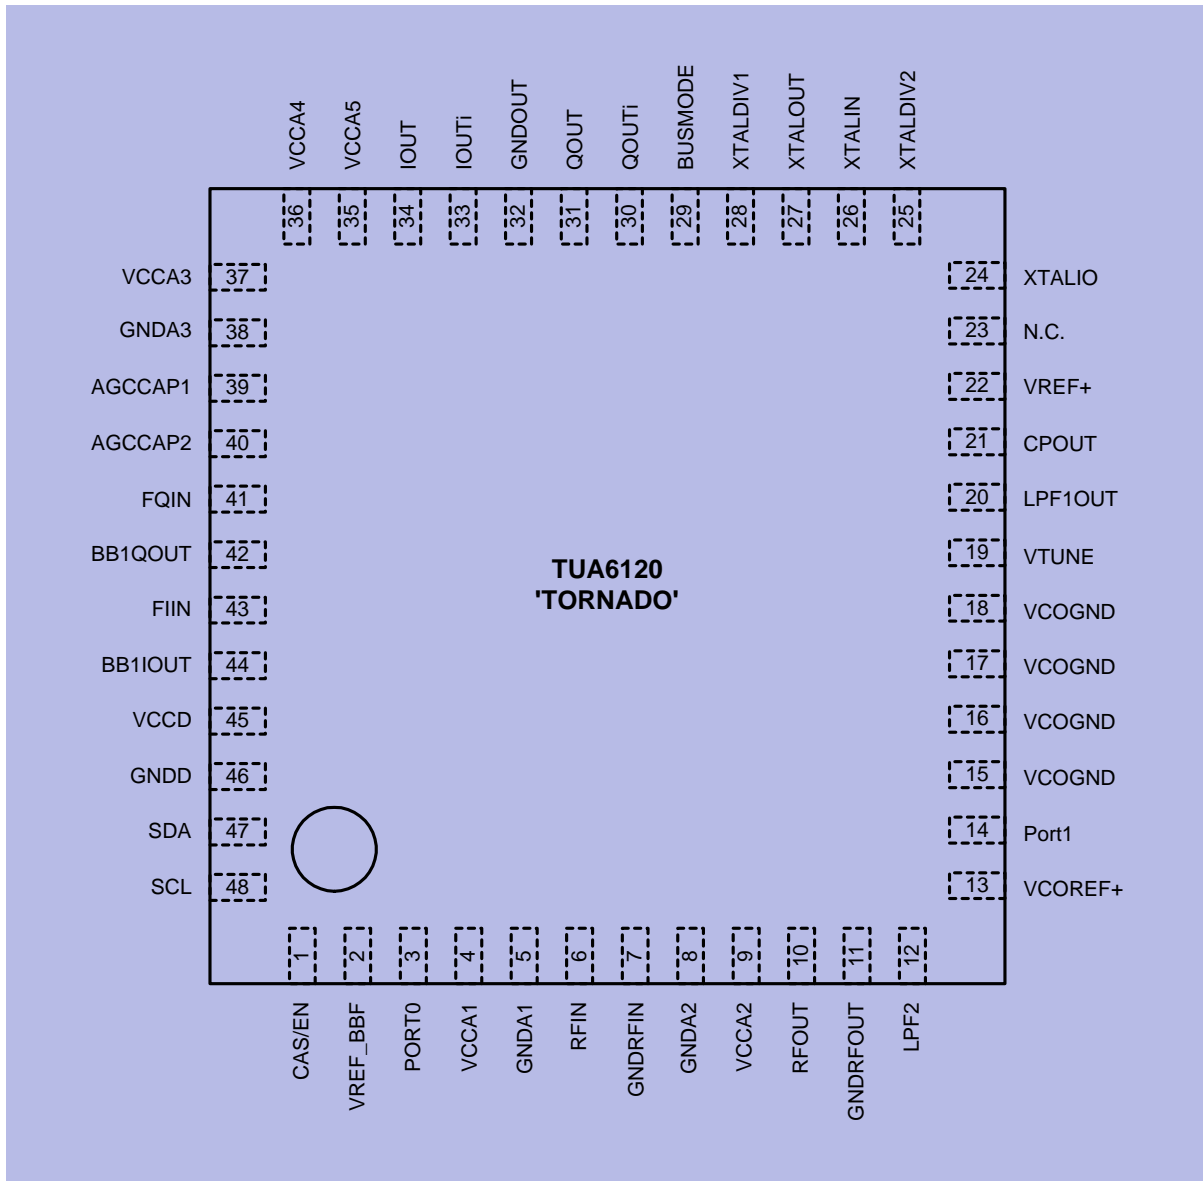 VCCA4
VCCA5
IOUT
IOUTi
GNDOUT
QOUT
QOUTi
BUSMODE
XTALDIV1
XTALOUT
XTALIN
XTALDIV2
36
35
34
33
32
31
30
29
28
27
26
25
VCCA3 37
24 XTALIO
GNDA3 38
23 N.C.
AGCCAP1 39
22 VREF+
AGCCAP2 40
21 CPOUT
FQIN 41
20 LPF1OUT
BB1QOUT 42
19 VTUNE
TUA6120
'TORNADO'
FIIN 43
18 VCOGND
BB1IOUT 44
17 VCOGND
VCCD 45
16 VCOGND
GNDD 46
15 VCOGND
SDA 47
14 Port1
SCL 48
13 VCOREF+
1
2
3
4
5
6
7
8
9
10
11
12
CAS/EN
VREF_BBF
PORT0
VCCA1
GNDA1
RFIN
GNDRFIN
GNDA2
VCCA2
RFOUT
GNDRFOUT
LPF2